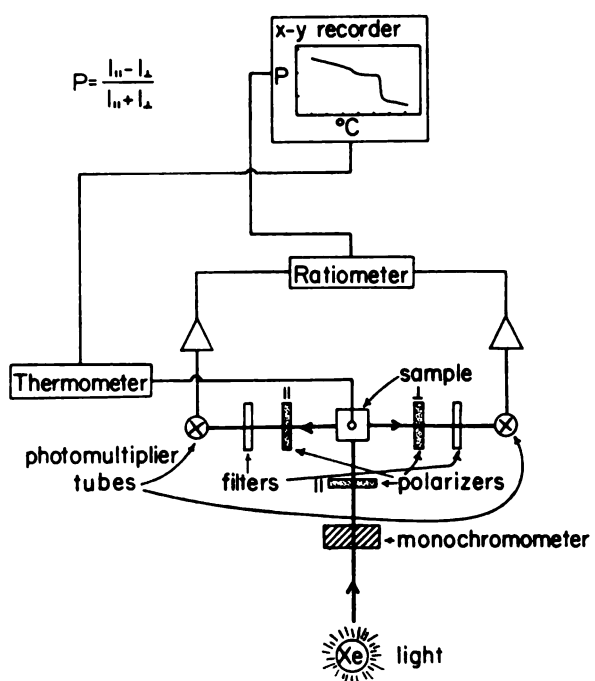 x-y recorder
P = I∥ − I⊥ / I∥ + I⊥
P
°C
Ratiometer
Thermometer
sample
|| ⊥
photomultiplier
tubes
filters
||
polarizers
monochromometer
Xe
light